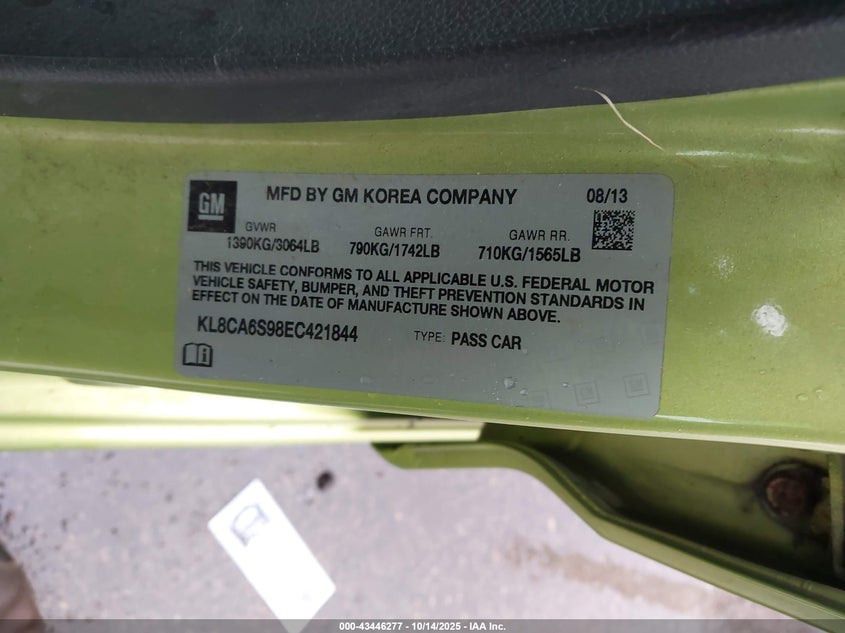 GM
MFD BY GM KOREA COMPANY 08/13
GVWR GAWR FRT. GAWR RR.
1390KG/3064LB 790KG/1742LB 710KG/1565LB
THIS VEHICLE CONFORMS TO ALL APPLICABLE U.S. FEDERAL MOTOR
VEHICLE SAFETY, BUMPER, AND THEFT PREVENTION STANDARDS IN
EFFECT ON THE DATE OF MANUFACTURE SHOWN ABOVE.
KL8CA6S98EC421844 TYPE: PASS CAR
000-43446277 - 10/14/2025 - IAA Inc.